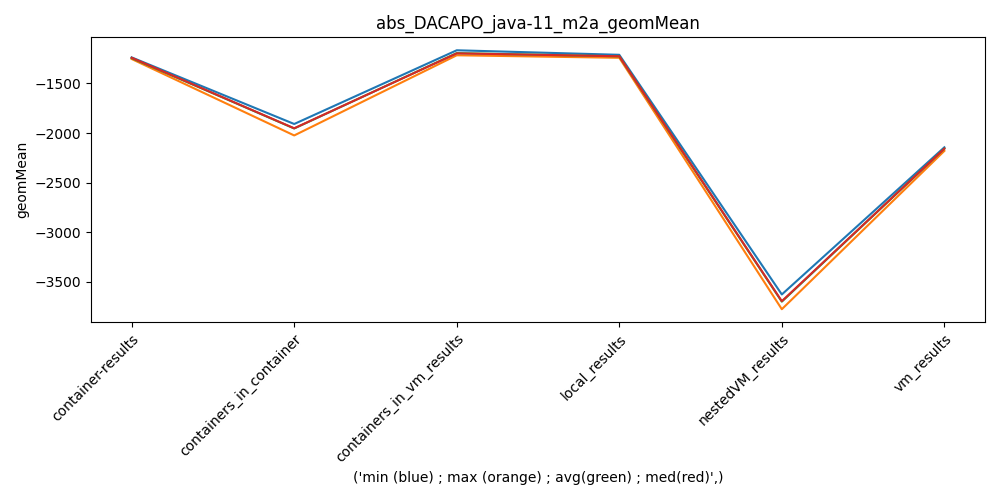 abs_DACAPO_java-11_m2a_geomMean
geomMean
−1500
−2000
−2500
−3000
−3500
container-results
containers_in_container
containers_in_vm_results
local_results
nestedVM_results
vm_results
('min (blue) ; max (orange) ; avg(green) ; med(red)',)